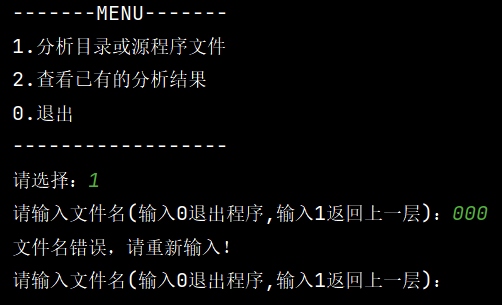 -------MENU-------
1.分析目录或源程序文件
2.查看已有的分析结果
0.退出
------------------
请选择：1
请输入文件名(输入0退出程序,输入1返回上一层)：000
文件名错误，请重新输入！
请输入文件名(输入0退出程序,输入1返回上一层)：